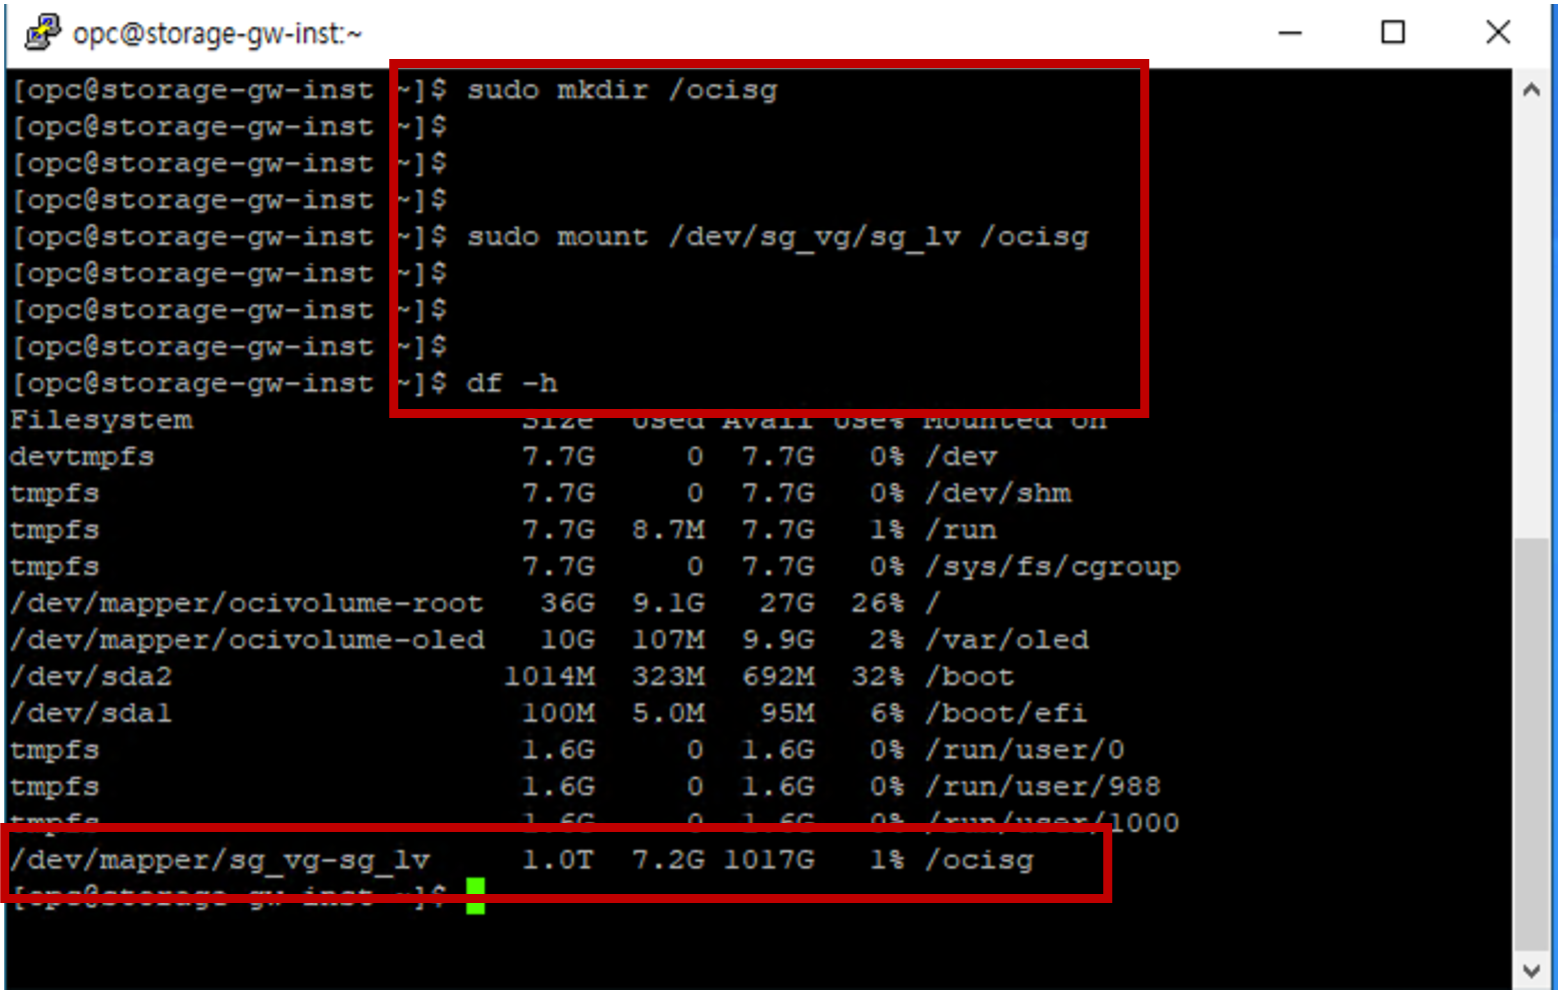 opc@storage-gw-inst:~
[opc@storage-gw-inst ~]$ sudo mkdir /ocisg
[opc@storage-gw-inst ~]$
[opc@storage-gw-inst ~]$
[opc@storage-gw-inst ~]$
[opc@storage-gw-inst ~]$ sudo mount /dev/sg_vg/sg_lv /ocisg
[opc@storage-gw-inst ~]$
[opc@storage-gw-inst ~]$
[opc@storage-gw-inst ~]$
[opc@storage-gw-inst ~]$ df -h
Filesystem Size Used Avail Use% Mounted on
devtmpfs 7.7G 0 7.7G 0% /dev
tmpfs 7.7G 0 7.7G 0% /dev/shm
tmpfs 7.7G 8.7M 7.7G 1% /run
tmpfs 7.7G 0 7.7G 0% /sys/fs/cgroup
/dev/mapper/ocivolume-root 36G 9.1G 27G 26% /
/dev/mapper/ocivolume-oled 10G 107M 9.9G 2% /var/oled
/dev/sda2 1014M 323M 692M 32% /boot
/dev/sda1 100M 5.0M 95M 6% /boot/efi
tmpfs 1.6G 0 1.6G 0% /run/user/0
tmpfs 1.6G 0 1.6G 0% /run/user/988
tmpfs 1.6G 0 1.6G 0% /run/user/1000
/dev/mapper/sg_vg-sg_lv 1.0T 7.2G 1017G 1% /ocisg
[opc@storage-gw-inst ~]$